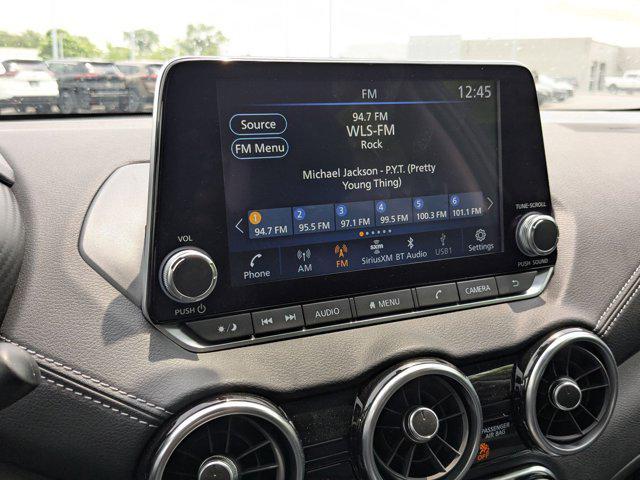 FM
12:45
94.7 FM
WLS-FM
Rock
Source
FM Menu
Michael Jackson - P.Y.T. (Pretty
Young Thing)
1 2 3 4 5 6
94.7 FM 95.5 FM 97.1 FM 99.5 FM 100.3 FM 101.1 FM
Phone AM FM SiriusXM BT Audio USB1 Settings
sxm
VOL
PUSH
TUNE·SCROLL
PUSH SOUND
AUDIO
MENU
CAMERA
PASSENGER
AIR BAG
OFF